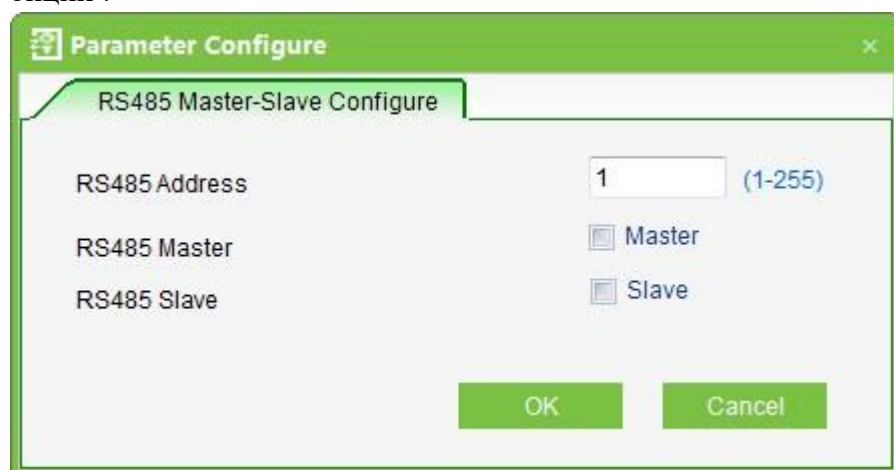 Parameter Configure ×
RS485 Master-Slave Configure
RS485 Address 1 (1-255)
RS485 Master Master
RS485 Slave Slave
OK Cancel